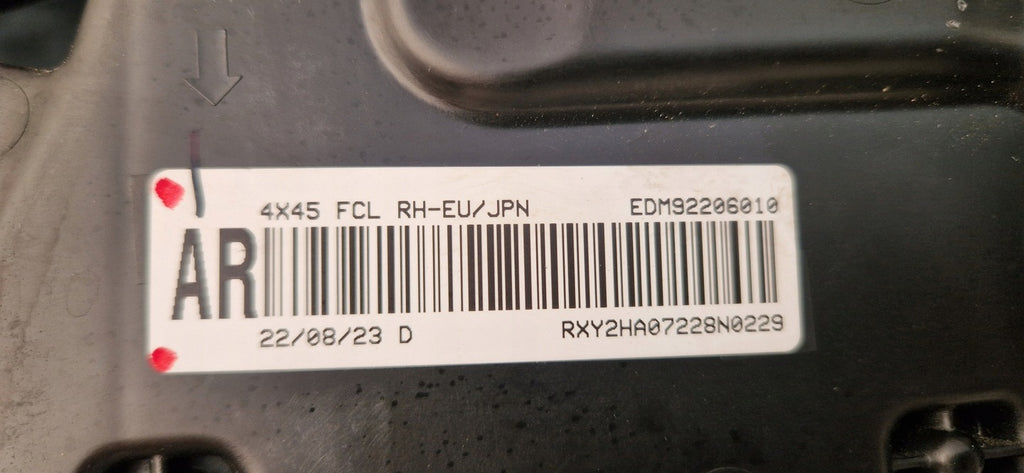 4X45 FCL RH-EU/JPN EDM92206010
AR
22/08/23 D RXY2HA07228N0229